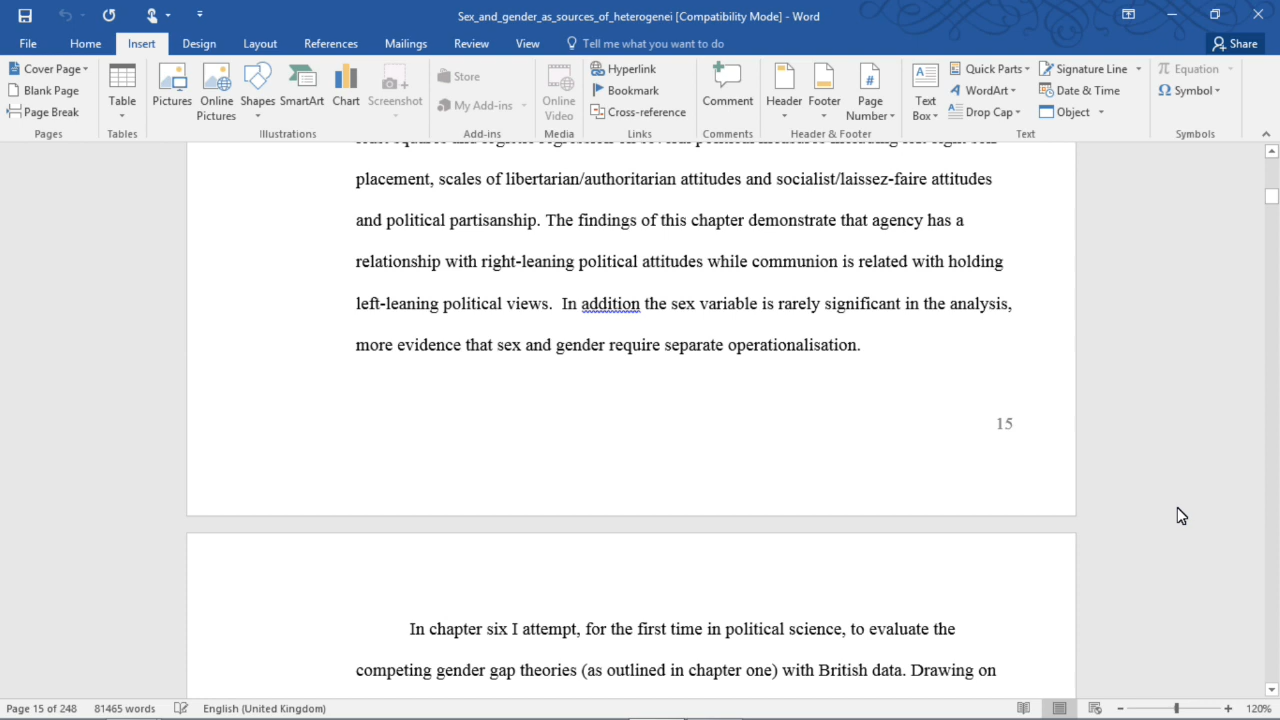 Sex_and_gender_as_sources_of_heterogenei [Compatibility Mode] - Word
File Home Insert Design Layout References Mailings Review View Tell me what you want to do Share
Cover Page
Blank Page
Page Break
Pages
Table
Tables
Pictures
Online Pictures
Shapes
SmartArt
Chart
Screenshot
Illustrations
Store
My Add-ins
Add-ins
Online Video
Media
Hyperlink
Bookmark
Cross-reference
Links
Comment
Comments
Header
Footer
Page Number
Header & Footer
Text Box
Quick Parts
WordArt
Drop Cap
Signature Line
Date & Time
Object
Text
Equation
Symbol
Symbols
placement, scales of libertarian/authoritarian attitudes and socialist/laissez-faire attitudes
and political partisanship. The findings of this chapter demonstrate that agency has a
relationship with right-leaning political attitudes while communion is related with holding
left-leaning political views. In addition the sex variable is rarely significant in the analysis,
more evidence that sex and gender require separate operationalisation.
15
In chapter six I attempt, for the first time in political science, to evaluate the
competing gender gap theories (as outlined in chapter one) with British data. Drawing on
Page 15 of 248 81465 words English (United Kingdom) 120%